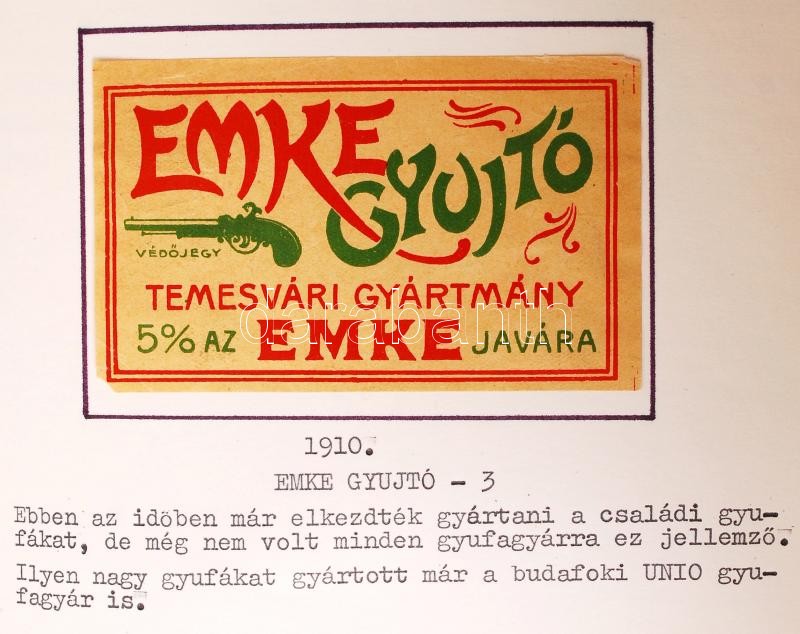 EMKE
GYUJTÓ
VÉDŐJEGY
TEMESVÁRI GYÁRTMÁNY
5% AZ EMKE JAVÁRA
darabanth
1910.
EMKE GYUJTÓ - 3
Ebben az időben már elkezdték gyártani a családi gyu-
fákat, de még nem volt minden gyufagyárra ez jellemző.
Ilyen nagy gyufákat gyártott már a budafoki UNIO gyu-
fagyár is.